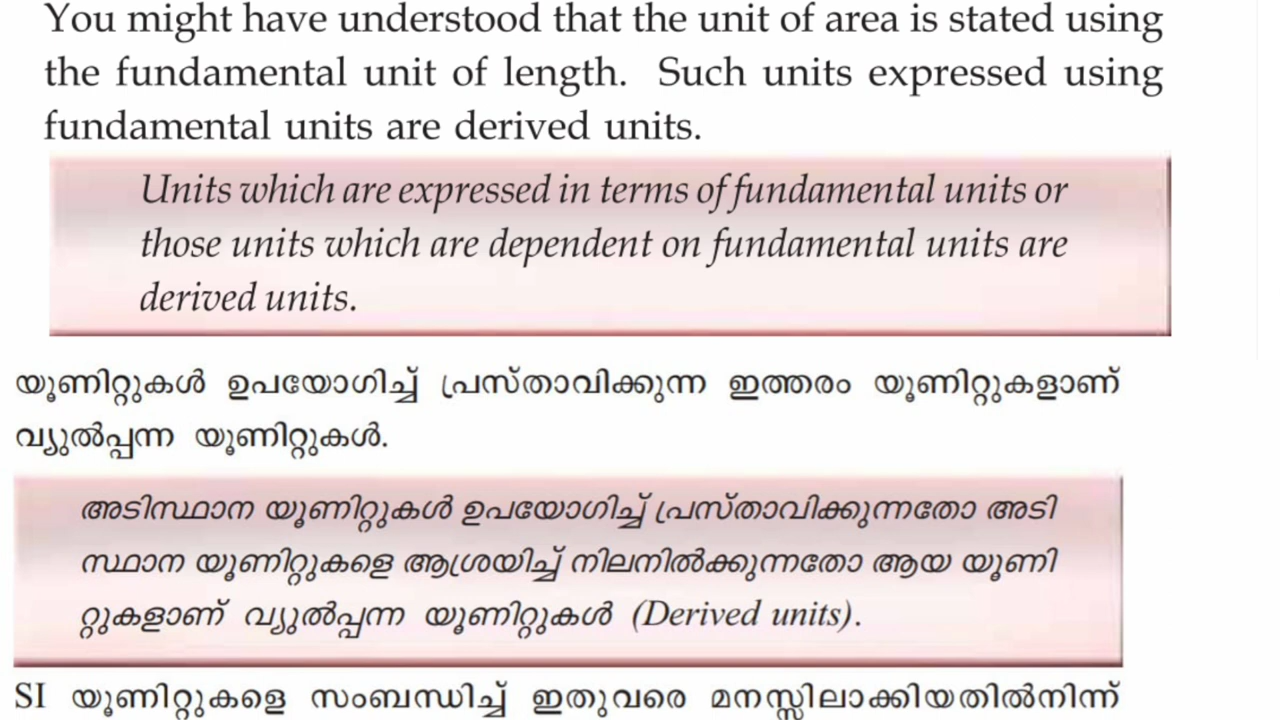 You might have understood that the unit of area is stated using
the fundamental unit of length. Such units expressed using
fundamental units are derived units.
Units which are expressed in terms of fundamental units or
those units which are dependent on fundamental units are
derived units.
യൂണിറ്റുകൾ ഉപയോഗിച്ച് പ്രസ്താവിക്കുന്ന ഇത്തരം യൂണിറ്റുകളാണ്
വ്യുൽപ്പന്ന യൂണിറ്റുകൾ.
അടിസ്ഥാന യൂണിറ്റുകൾ ഉപയോഗിച്ച് പ്രസ്താവിക്കുന്നതോ അടി
സ്ഥാന യൂണിറ്റുകളെ ആശ്രയിച്ച് നിലനിൽക്കുന്നതോ ആയ യൂണി
റ്റുകളാണ് വ്യുൽപ്പന്ന യൂണിറ്റുകൾ (Derived units).
SI യൂണിറ്റുകളെ സംബന്ധിച്ച് ഇതുവരെ മനസ്സിലാക്കിയതിൽനിന്ന്